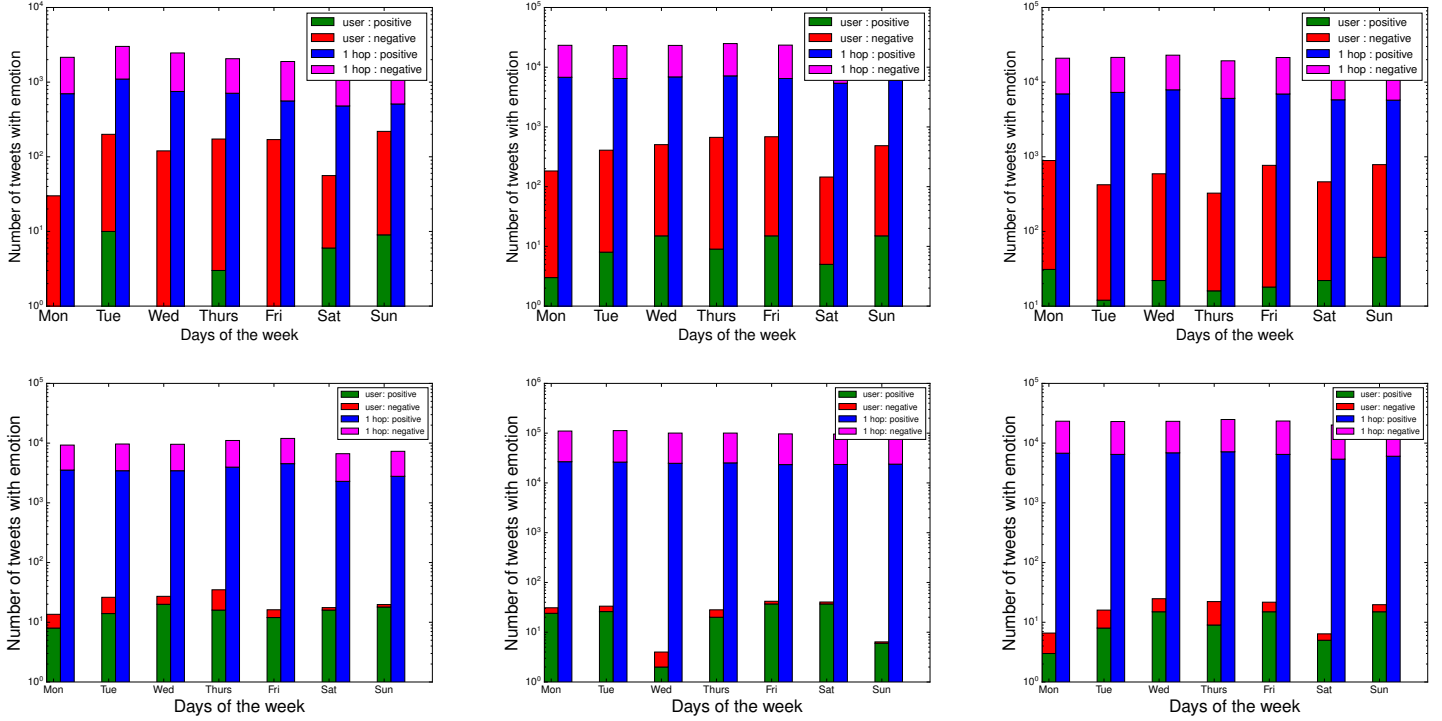 Number of tweets with emotion
10^4
10^3
10^2
10^1
10^0
user : positive
user : negative
1 hop : positive
1 hop : negative
Mon Tue Wed Thurs Fri Sat Sun
Days of the week
Number of tweets with emotion
10^5
10^4
10^3
10^2
10^1
10^0
user : positive
user : negative
1 hop : positive
1 hop : negative
Mon Tue Wed Thurs Fri Sat Sun
Days of the week
Number of tweets with emotion
10^5
10^4
10^3
10^2
10^1
user : positive
user : negative
1 hop : positive
1 hop : negative
Mon Tue Wed Thurs Fri Sat Sun
Days of the week
Number of tweets with emotion
10^5
10^4
10^3
10^2
10^1
10^0
user: positive
user: negative
1 hop: positive
1 hop: negative
Mon Tue Wed Thurs Fri Sat Sun
Days of the week
Number of tweets with emotion
10^6
10^5
10^4
10^3
10^2
10^1
10^0
user: positive
user: negative
1 hop: positive
1 hop: negative
Mon Tue Wed Thurs Fri Sat Sun
Days of the week
Number of tweets with emotion
10^5
10^4
10^3
10^2
10^1
10^0
user: positive
user: negative
1 hop: positive
1 hop: negative
Mon Tue Wed Thurs Fri Sat Sun
Days of the week